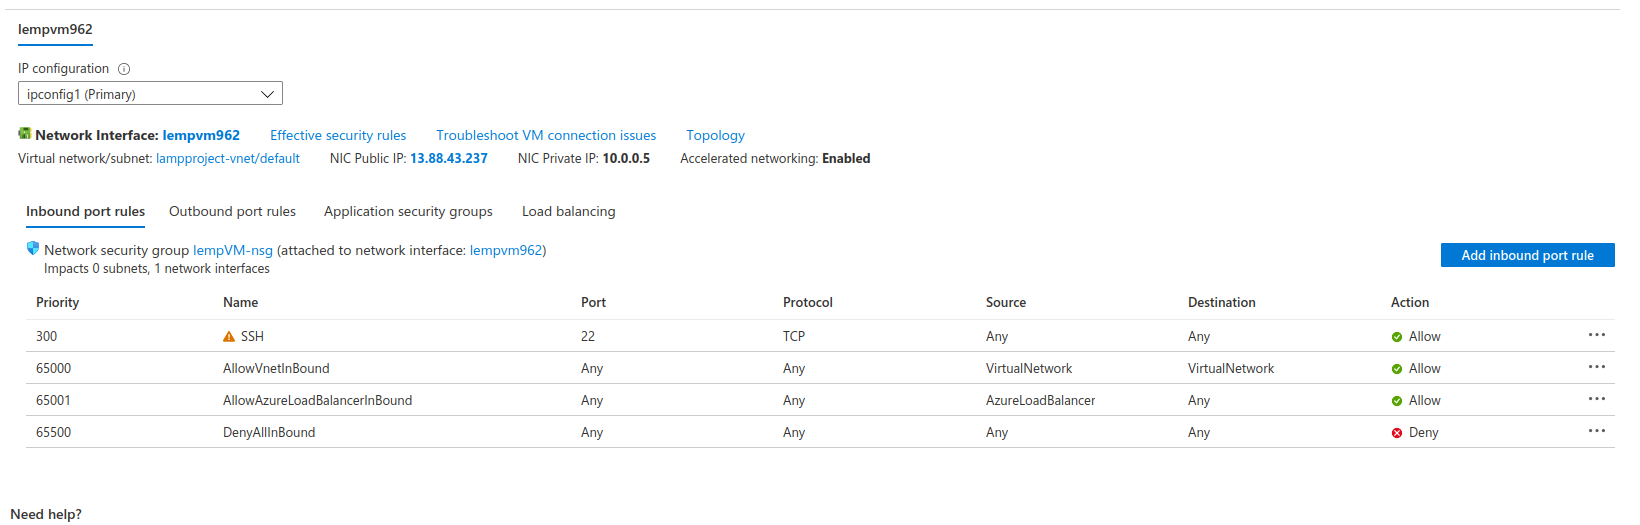 lempvm962
IP configuration
ipconfig1 (Primary)
Network Interface: lempvm962 Effective security rules Troubleshoot VM connection issues Topology
Virtual network/subnet: lampproject-vnet/default NIC Public IP: 13.88.43.237 NIC Private IP: 10.0.0.5 Accelerated networking: Enabled
Inbound port rules Outbound port rules Application security groups Load balancing
Network security group lempVM-nsg (attached to network interface: lempvm962)
Impacts 0 subnets, 1 network interfaces
Add inbound port rule
Priority Name Port Protocol Source Destination Action
300 SSH 22 TCP Any Any Allow
65000 AllowVnetInBound Any Any VirtualNetwork VirtualNetwork Allow
65001 AllowAzureLoadBalancerInBound Any Any AzureLoadBalancer Any Allow
65500 DenyAllInBound Any Any Any Any Deny
Need help?